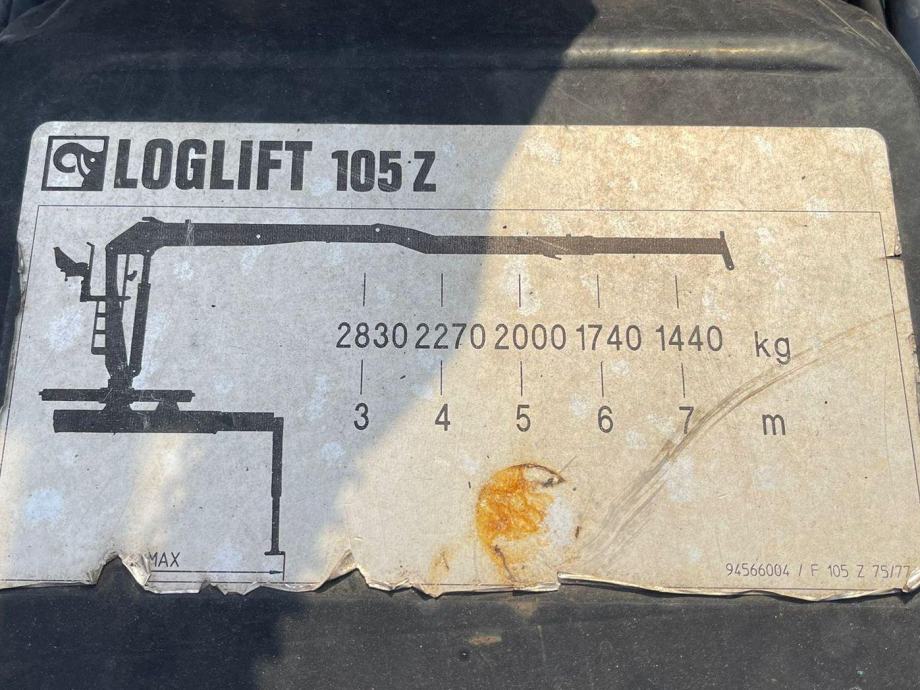 LOGLIFT 105 Z
2830 2270 2000 1740 1440 kg
3 4 5 6 7 m
MAX
94566004 / F 105 Z 75/77